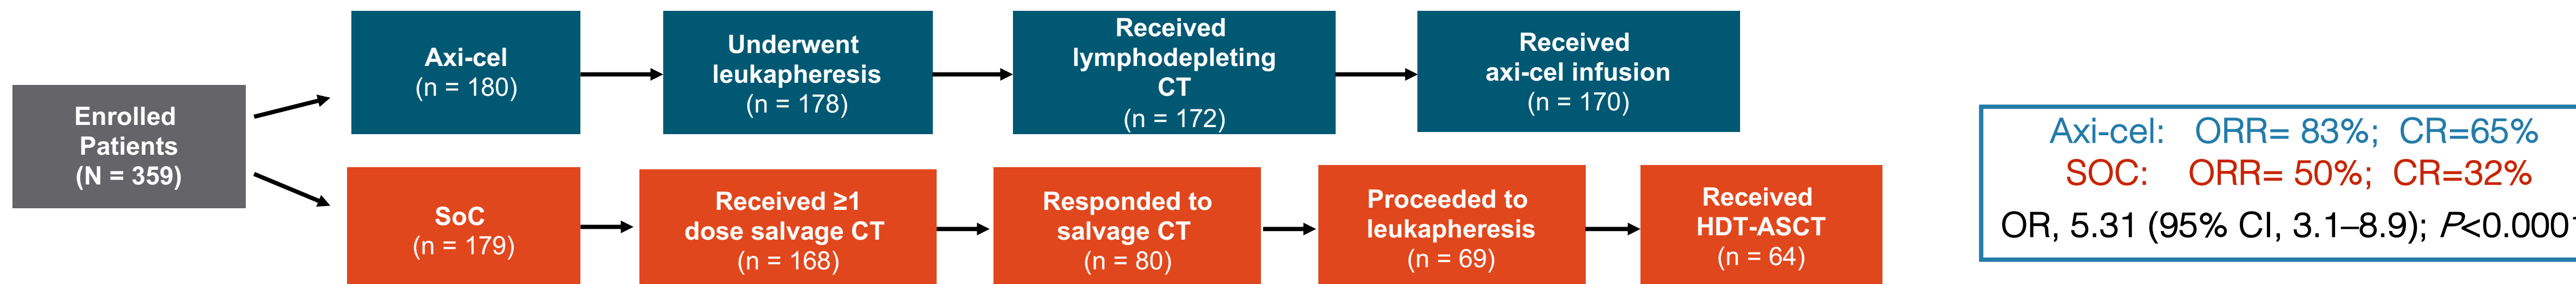 Enrolled
Patients
(N = 359)
Axi-cel
(n = 180)
Underwent
leukapheresis
(n = 178)
Received
lymphodepleting
CT
(n = 172)
Received
axi-cel infusion
(n = 170)
SoC
(n = 179)
Received ≥1
dose salvage CT
(n = 168)
Responded to
salvage CT
(n = 80)
Proceeded to
leukapheresis
(n = 69)
Received
HDT-ASCT
(n = 64)
Axi-cel: ORR= 83%; CR=65%
SOC: ORR= 50%; CR=32%
OR, 5.31 (95% CI, 3.1–8.9); P<0.000